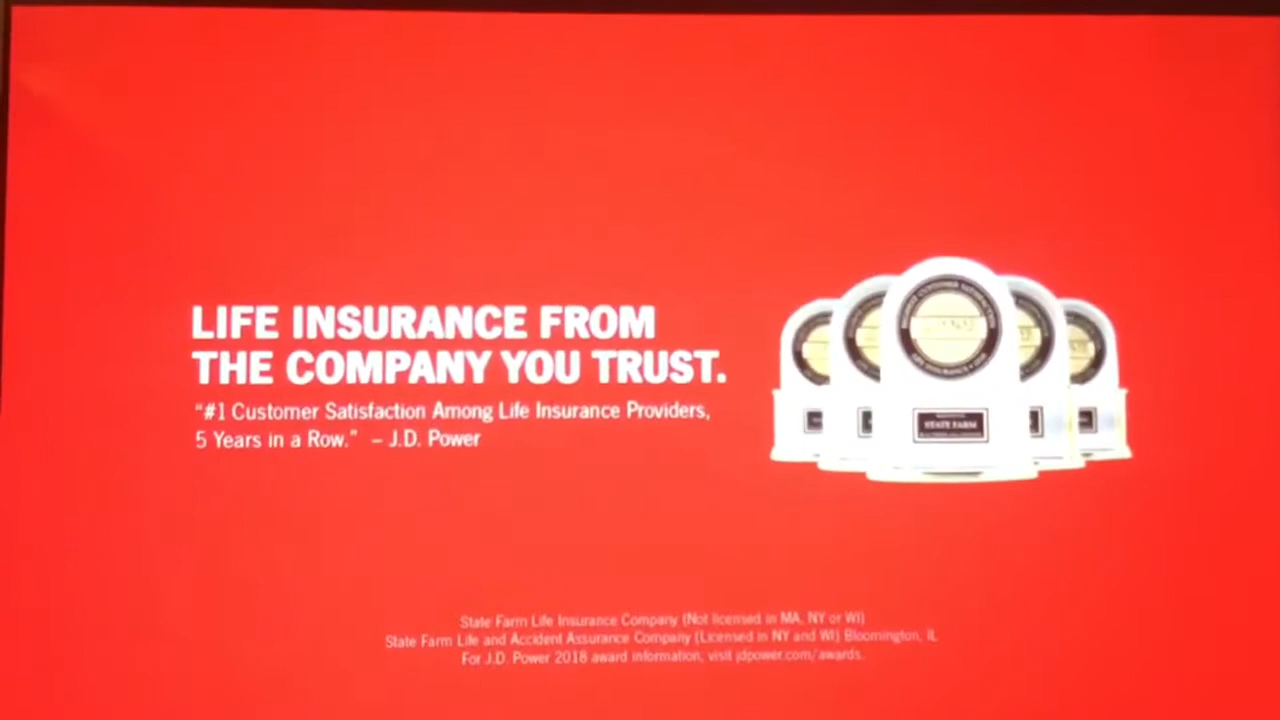 LIFE INSURANCE FROM
THE COMPANY YOU TRUST.
“#1 Customer Satisfaction Among Life Insurance Providers,
5 Years in a Row.” – J.D. Power
STATE FARM
State Farm Life Insurance Company (Not licensed in MA, NY or WI)
State Farm Life and Accident Assurance Company (Licensed in NY and WI) Bloomington, IL
For J.D. Power 2018 award information, visit jdpower.com/awards.